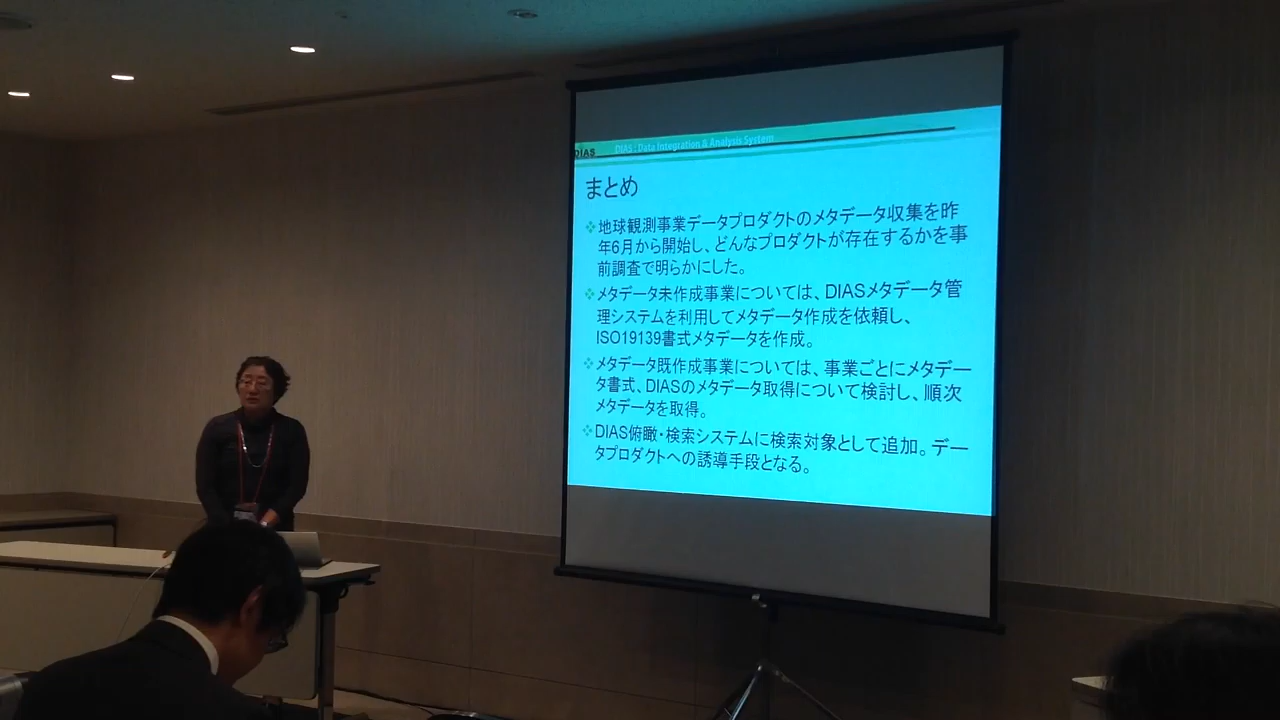 DIAS
DIAS : Data Integration & Analysis System
まとめ
地球観測事業データプロダクトのメタデータ収集を昨
年6月から開始し、どんなプロダクトが存在するかを事
前調査で明らかにした。
メタデータ未作成事業については、DIASメタデータ管
理システムを利用してメタデータ作成を依頼し、
ISO19139書式メタデータを作成。
メタデータ既作成事業については、事業ごとにメタデー
タ書式、DIASのメタデータ取得について検討し、順次
メタデータを取得。
DIAS俯瞰・検索システムに検索対象として追加。デー
タプロダクトへの誘導手段となる。